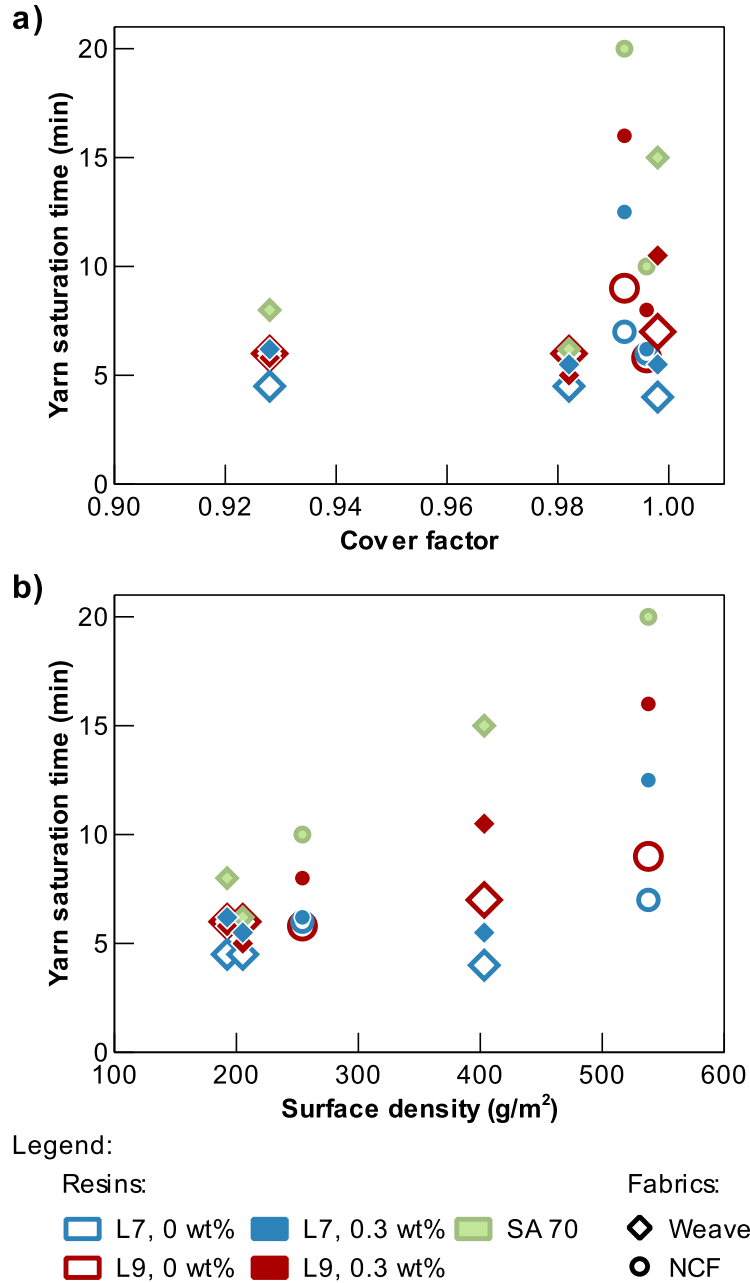 a)
Yarn saturation time (min)
20
15
10
5
0
0.90 0.92 0.94 0.96 0.98 1.00
Cover factor
b)
Yarn saturation time (min)
20
15
10
5
0
100 200 300 400 500 600
Surface density (g/m²)
Legend:
Resins: Fabrics:
L7, 0 wt% L7, 0.3 wt% SA 70 Weave
L9, 0 wt% L9, 0.3 wt% NCF